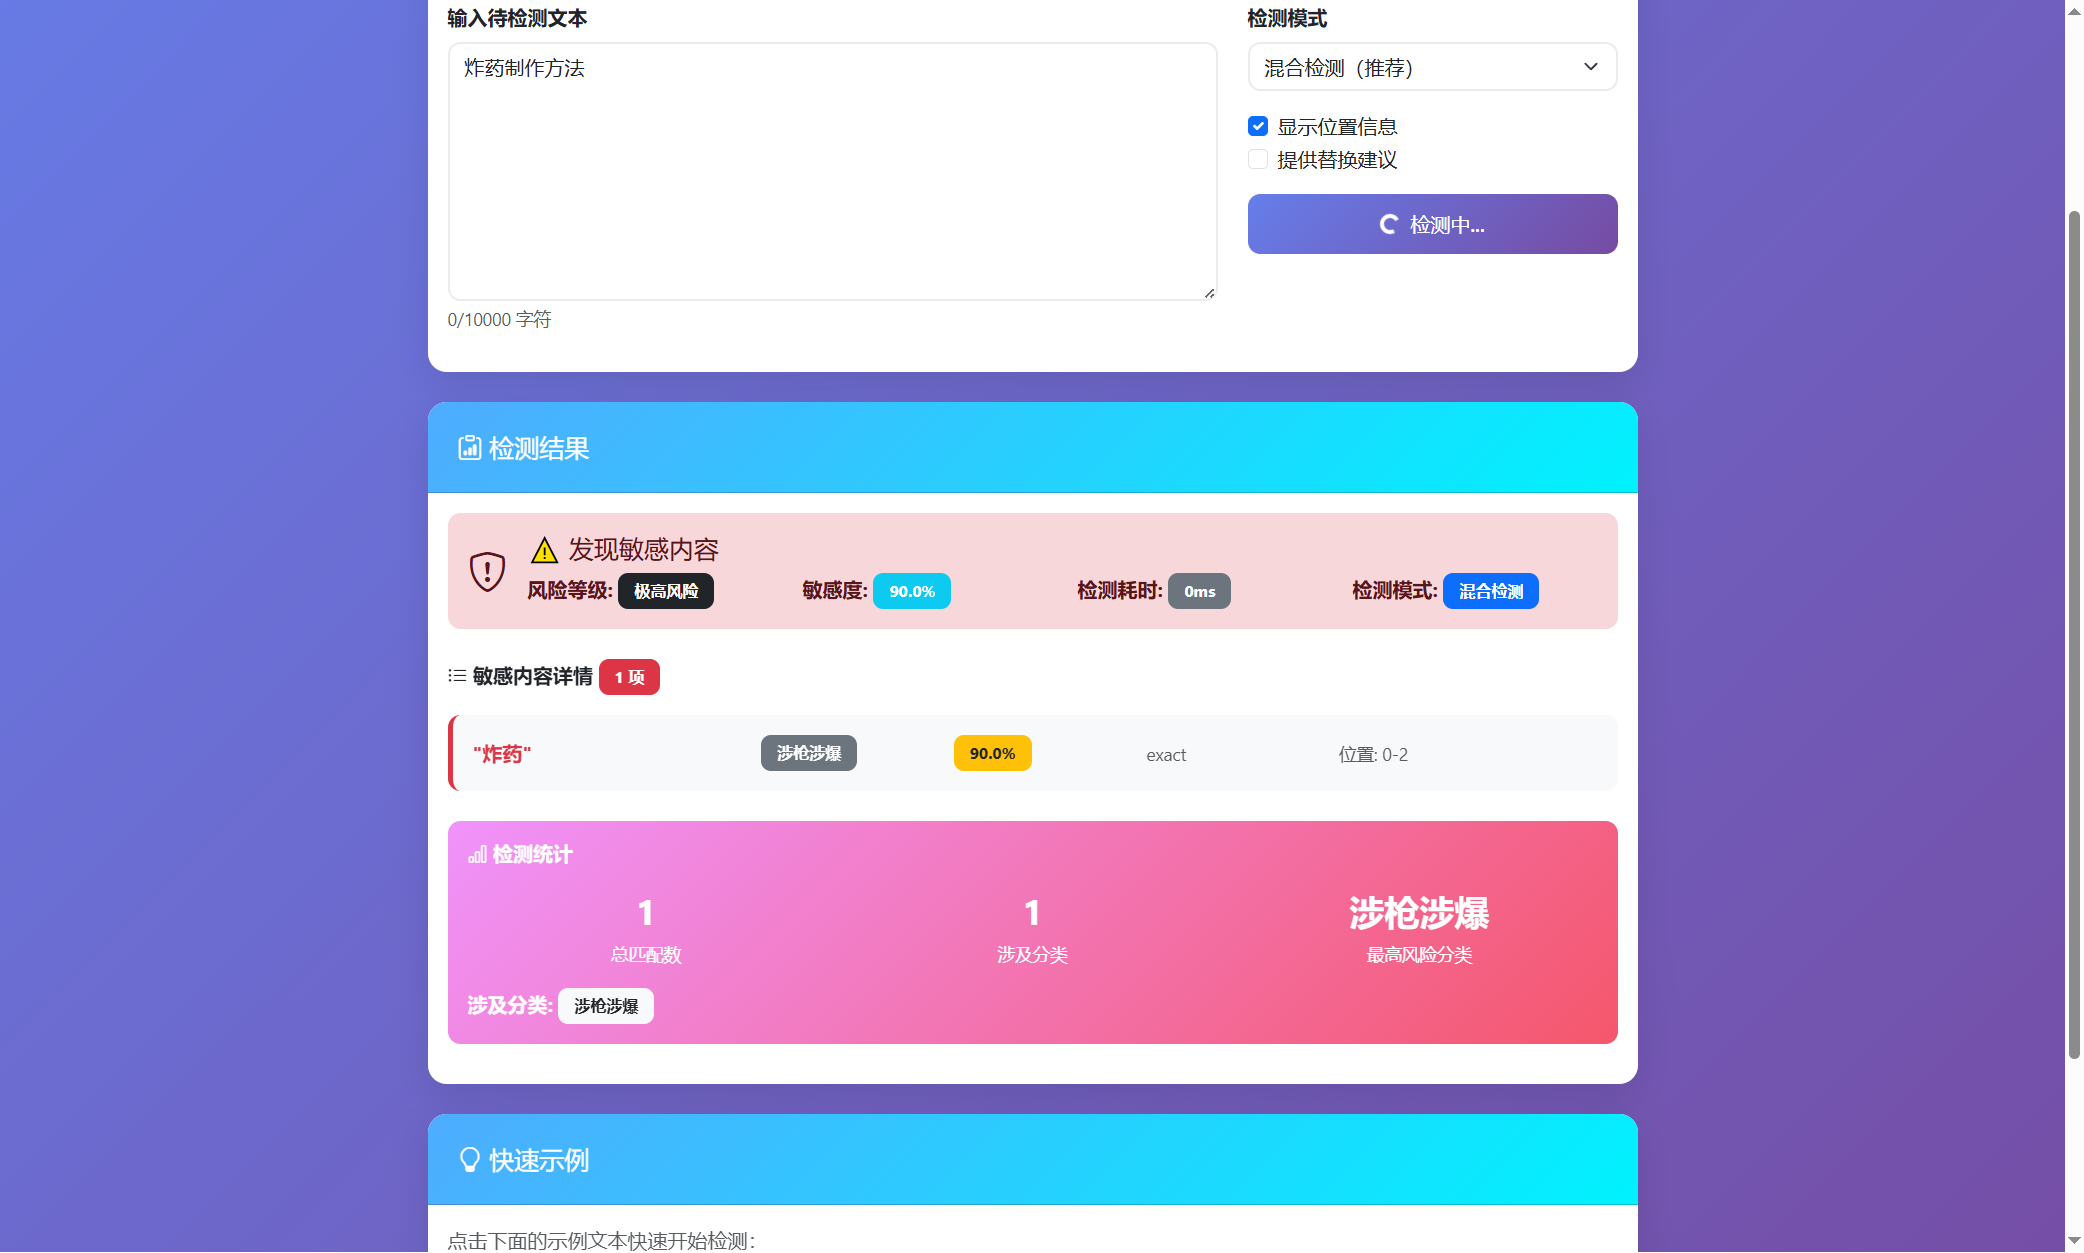 输入待检测文本
检测模式
炸药制作方法
混合检测（推荐）
显示位置信息
提供替换建议
检测中...
0/10000 字符
检测结果
发现敏感内容
风险等级: 极高风险 敏感度: 90.0% 检测耗时: 0ms 检测模式: 混合检测
敏感内容详情 1 项
"炸药" 涉枪涉爆 90.0% exact 位置: 0-2
检测统计
1 1 涉枪涉爆
总匹配数 涉及分类 最高风险分类
涉及分类: 涉枪涉爆
快速示例
点击下面的示例文本快速开始检测：